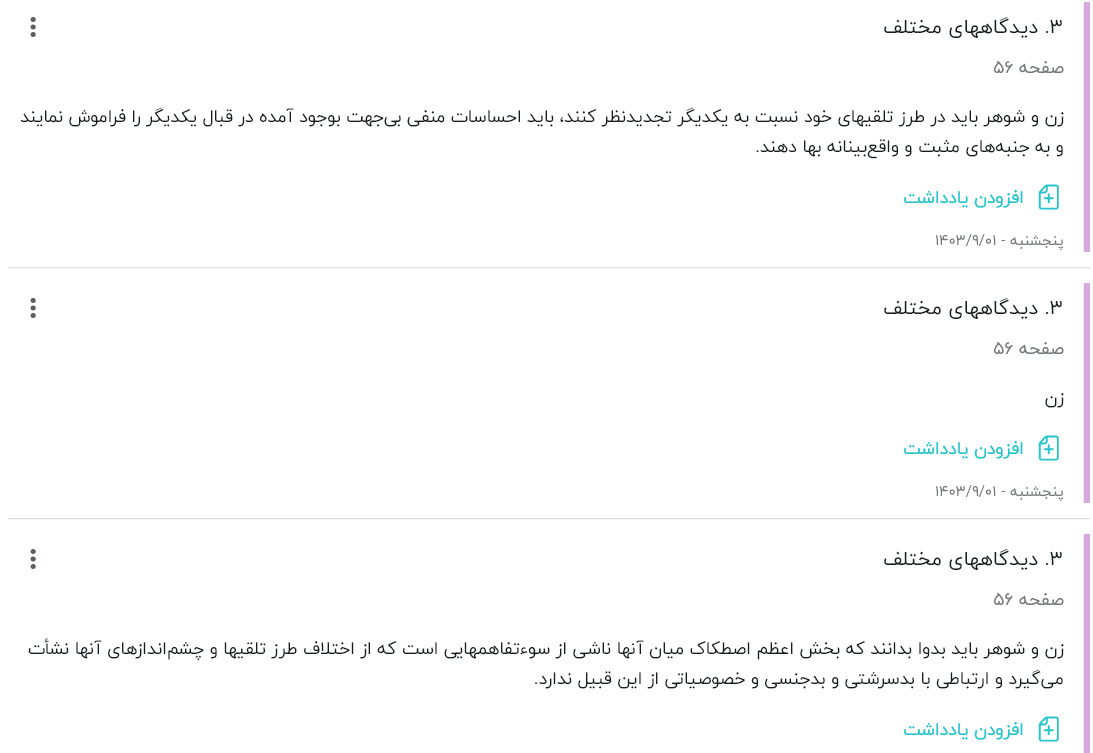 ۳. دیدگاههای مختلف
صفحه ۵۶
زن و شوهر باید در طرز تلقیهای خود نسبت به یکدیگر تجدیدنظر کنند، باید احساسات منفی بی‌جهت بوجود آمده در قبال یکدیگر را فراموش نمایند
و به جنبه‌های مثبت و واقع‌بینانه بها دهند.
افزودن یادداشت
پنجشنبه - ۱۴۰۳/۹/۰۱
۳. دیدگاههای مختلف
صفحه ۵۶
زن
افزودن یادداشت
پنجشنبه - ۱۴۰۳/۹/۰۱
۳. دیدگاههای مختلف
صفحه ۵۶
زن و شوهر باید بدوا بدانند که بخش اعظم اصطکاک میان آنها ناشی از سوءتفاهمهایی است که از اختلاف طرز تلقیها و چشم‌اندازهای آنها نشأت
می‌گیرد و ارتباطی با بدسرشتی و بدجنسی و خصوصیاتی از این قبیل ندارد.
افزودن یادداشت